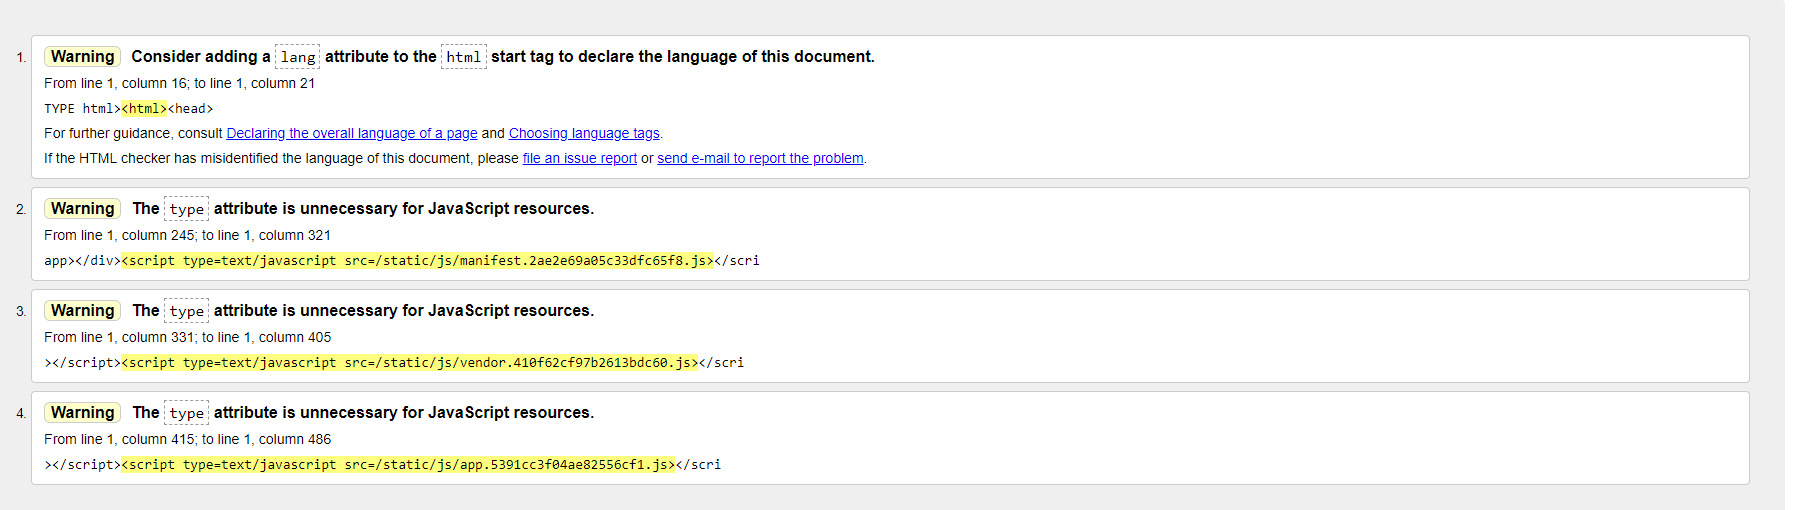 1. Warning Consider adding a lang attribute to the html start tag to declare the language of this document.
From line 1, column 16; to line 1, column 21
TYPE html><html><head>
For further guidance, consult Declaring the overall language of a page and Choosing language tags.
If the HTML checker has misidentified the language of this document, please file an issue report or send e-mail to report the problem.
2. Warning The type attribute is unnecessary for JavaScript resources.
From line 1, column 245; to line 1, column 321
app></div><script type=text/javascript src=/static/js/manifest.2ae2e69a05c33dfc65f8.js></scri
3. Warning The type attribute is unnecessary for JavaScript resources.
From line 1, column 331; to line 1, column 405
></script><script type=text/javascript src=/static/js/vendor.410f62cf97b2613bdc60.js></scri
4. Warning The type attribute is unnecessary for JavaScript resources.
From line 1, column 415; to line 1, column 486
></script><script type=text/javascript src=/static/js/app.5391cc3f04ae82556cf1.js></scri